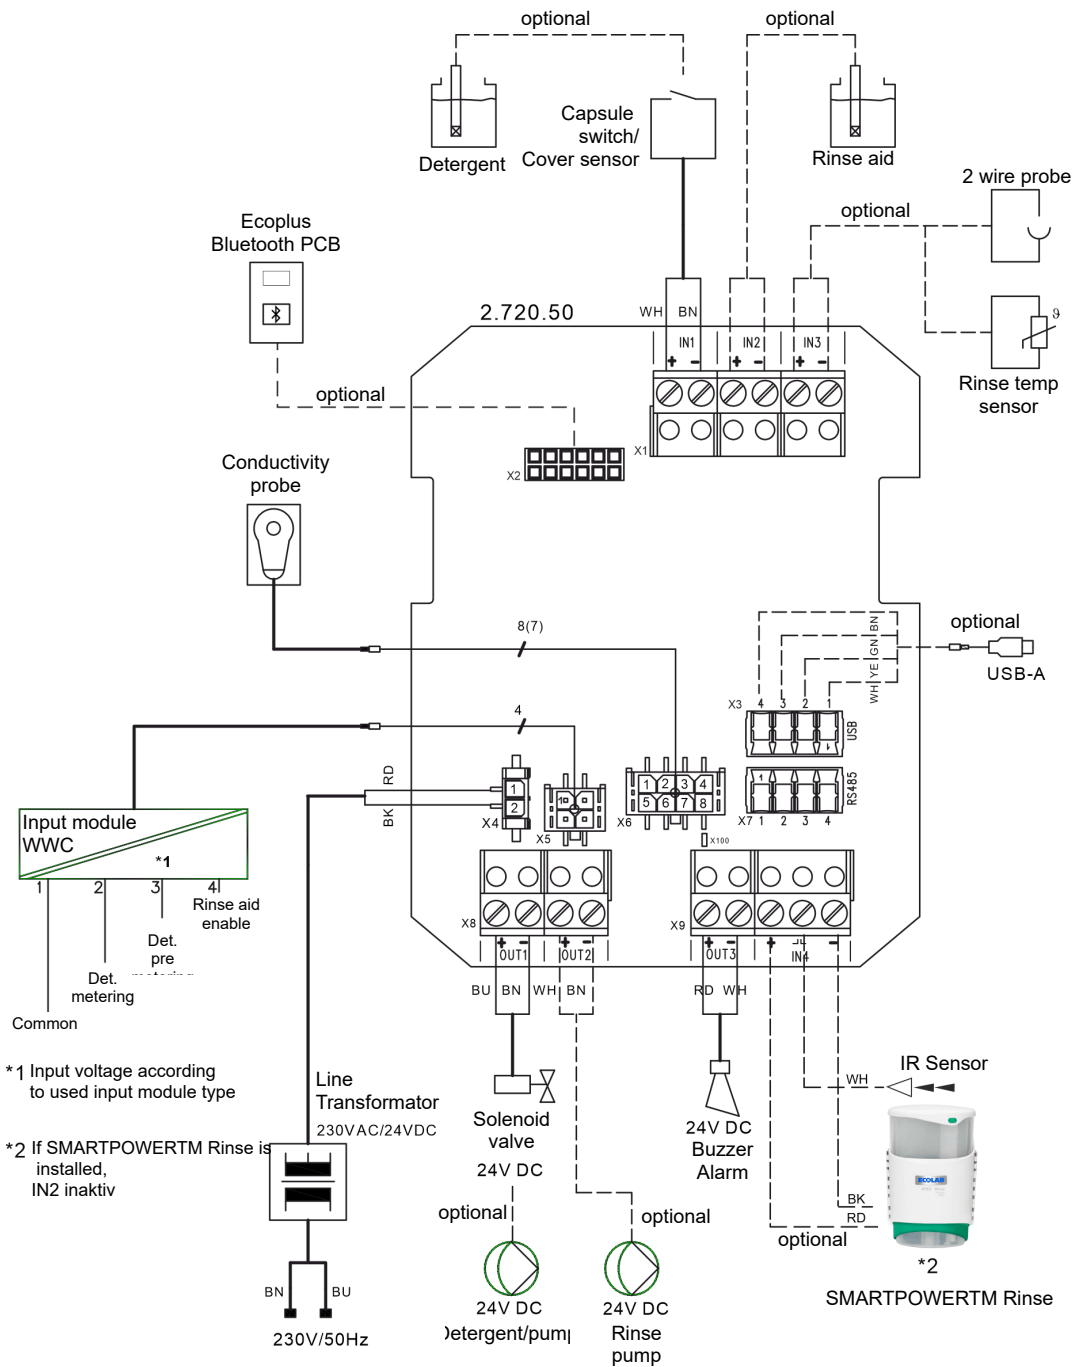 optional
optional
Capsule
switch/
Cover sensor
Detergent
Rinse aid
2 wire probe
optional
Ecoplus
Bluetooth PCB
2.720.50
WH
BN
IN1
IN2
IN3
+ -
+ -
+ -
ϑ
Rinse temp
sensor
optional
X1
X2
Conductivity
probe
8(7)
optional
USB-A
BN
GN
YE
WH
X3
4 3 2 1
USB
4
RD
BK
1
2
X4
1
X5
1 2 3 4
5 6 7 8
X6
X100
1
RS485
X7
1 2 3 4
Input module
WWC
*1
1 2 3 4
Rinse aid
enable
Det.
pre
Det.
metering
Common
X8
+ -
+ -
OUT1
OUT2
X9
+ -
+ -
OUT3
IN4
BU
BN
WH
BN
RD
WH
*1 Input voltage according
to used input module type
*2 If SMARTPOWERTM Rinse is
installed,
IN2 inaktiv
Line
Transformator
230VAC/24VDC
BN
BU
230V/50Hz
Solenoid
valve
24V DC
optional
24V DC
optional
24V DC
Rinse
pump
24V DC
Buzzer
Alarm
IR Sensor
WH
ECOLAB
BK
RD
optional
*2
SMARTPOWERTM Rinse